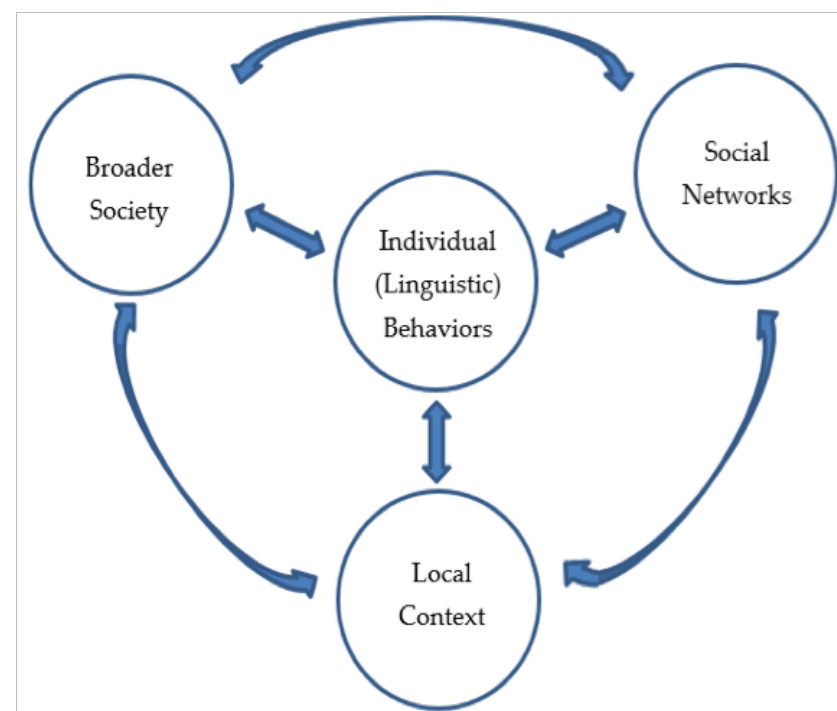 Broader
Society
Social
Networks
Individual
(Linguistic)
Behaviors
Local
Context